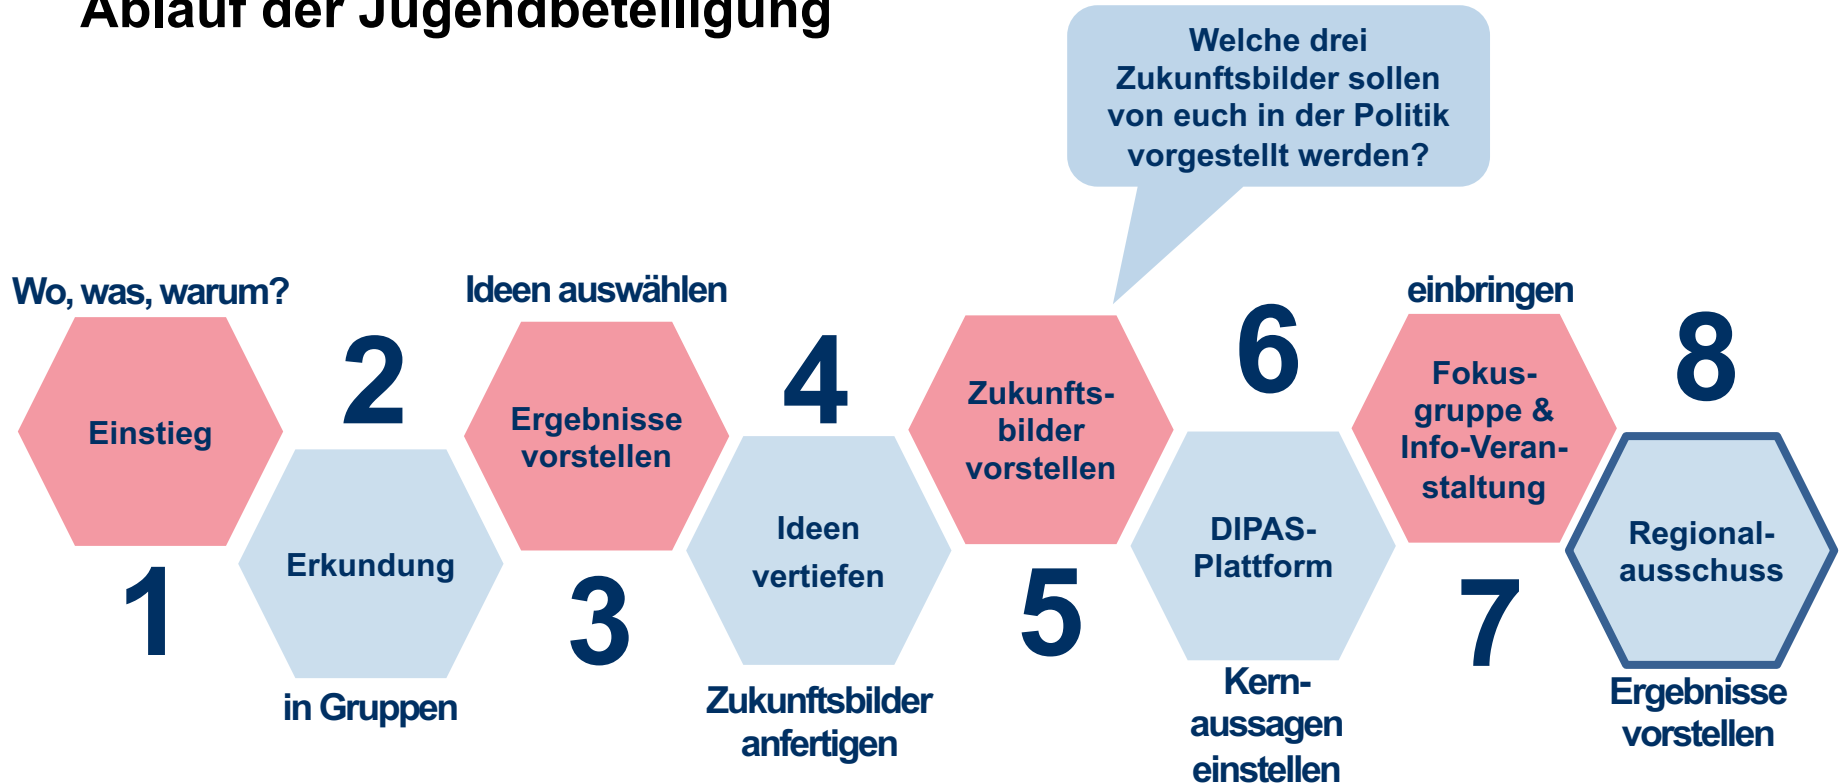 Ablauf der Jugendbeteiligung
Welche drei
Zukunftsbilder sollen
von euch in der Politik
vorgestellt werden?
Wo, was, warum?
Einstieg
1
2
Erkundung
in Gruppen
Ideen auswählen
Ergebnisse
vorstellen
3
4
Ideen
vertiefen
Zukunftsbilder
anfertigen
Zukunfts-
bilder
vorstellen
5
6
DIPAS-
Plattform
Kern-
aussagen
einstellen
einbringen
Fokus-
gruppe &
Info-Veran-
staltung
7
8
Regional-
ausschuss
Ergebnisse
vorstellen